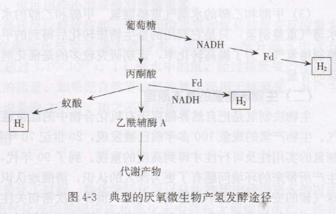 葡萄糖
NADH
Fd
H₂
丙酮酸
Fd
NADH
H₂
蚁酸
H₂
乙酰辅酶 A
代谢产物
图 4-3 典型的厌氧微生物产氢发酵途径